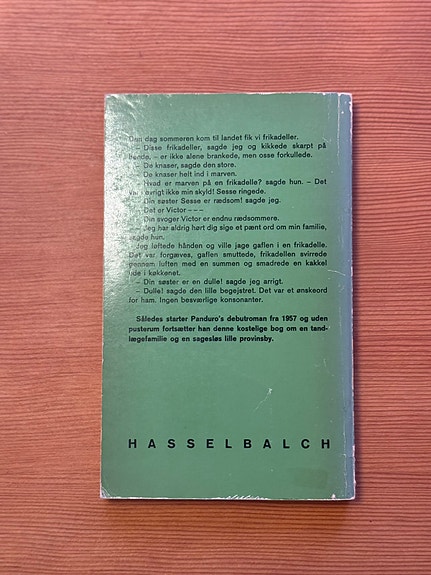 Den dag sommeren kom til landet fik vi frikadeller.
– Disse frikadeller, sagde jeg og kikkede skarpt på
hende, – er ikke alene brankede, men osse forkullede.
– De knaser, sagde den store.
– De knaser helt ind i marven.
– Hvad er marven på en frikadelle? sagde hun. – Det
var i øvrigt ikke min skyld! Sesse ringede.
– Din søster Sesse er rædsom! sagde jeg.
– Det er Victor – – –
– Din svoger Victor er endnu rædsommere.
– Jeg har aldrig hørt dig sige et pænt ord om min familie,
sagde hun.
Jeg løftede hånden og ville jage gaflen i en frikadelle.
Det var forgæves, gaflen smuttede, frikadellen svirrede
gennem luften med en summen og smadrede en kakkel
ude i køkkenet.
– Din søster er en dulle! sagde jeg arrigt.
– Dulle! sagde den lille begejstret. Det var et ønskeord
for ham. Ingen besværlige konsonanter.
Således starter Panduro's debutroman fra 1957 og uden
pusterum fortsætter han denne kostelige bog om en tand-
lægefamilie og en sagesløs lille provinsby.
HASSELBALCH